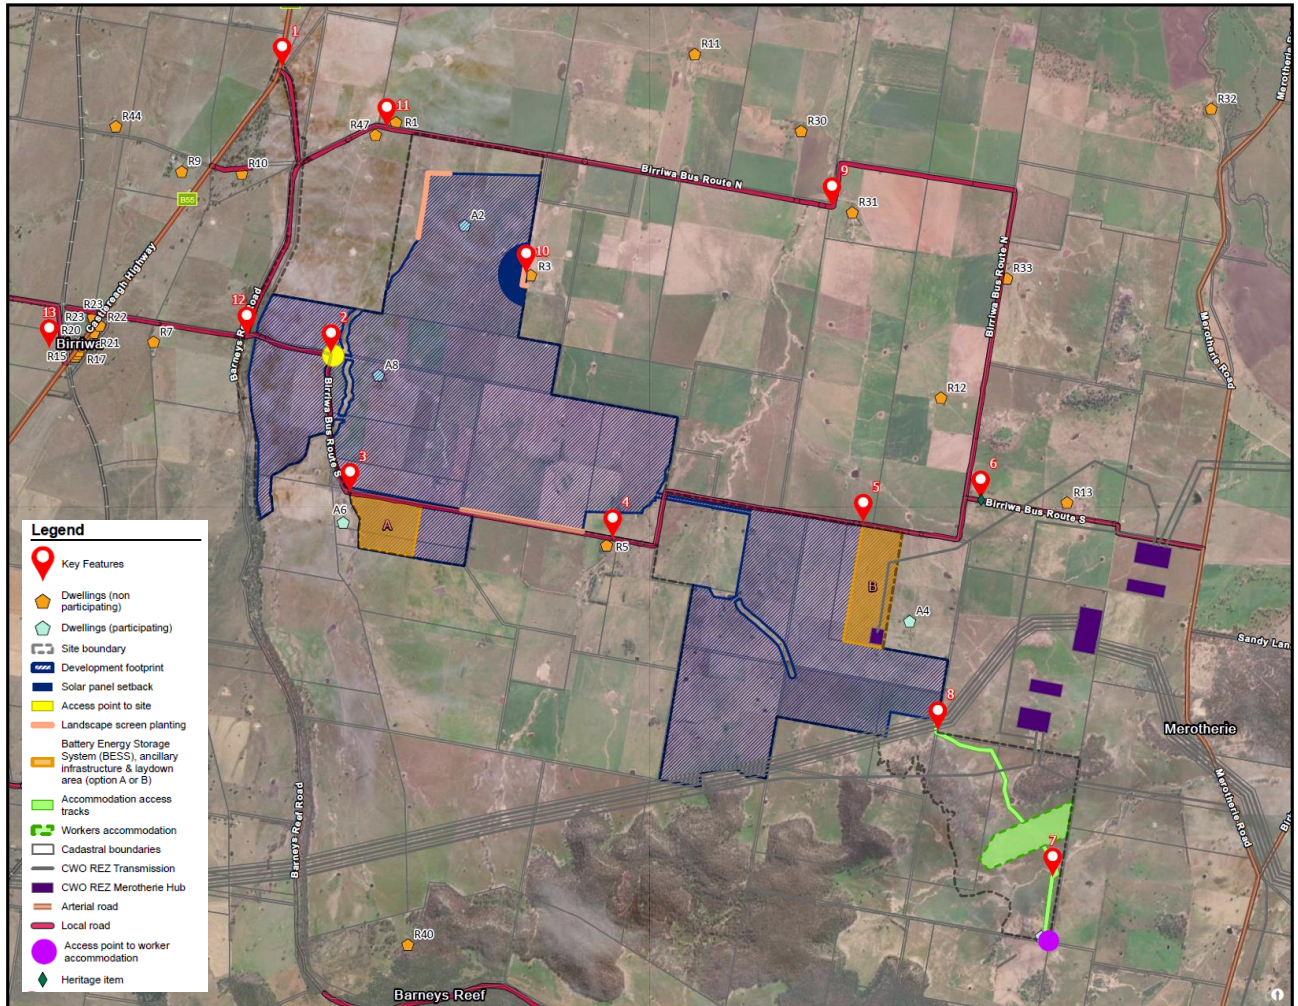 1
R11
Merotherie Road
R32
R44
11
R47
R1
R30
R9
R10
Birriwa Bus Route N
9
B55
R31
A2
10
R3
Birriwa Bus Route N
R33
Castlereagh Highway
Barneys Reef Road
12
13
R23
R23
R22
R20
R21
R15
Birriwa
R17
R7
2
A8
Merotherie Road
R12
Birriwa Bus Route S
3
4
5
6
R13
Birriwa Bus Route S
A6
A
R5
B
A4
Sandy Lan
8
Merotherie
7
Merotherie Road
Barneys Reef Road
R40
Barneys Reef
Legend
Key Features
Dwellings (non
participating)
Dwellings (participating)
Site boundary
Development footprint
Solar panel setback
Access point to site
Landscape screen planting
Battery Energy Storage
System (BESS), ancillary
infrastructure & laydown
area (option A or B)
Accommodation access
tracks
Workers accommodation
Cadastral boundaries
CWO REZ Transmission
CWO REZ Merotherie Hub
Arterial road
Local road
Access point to worker
accommodation
Heritage item